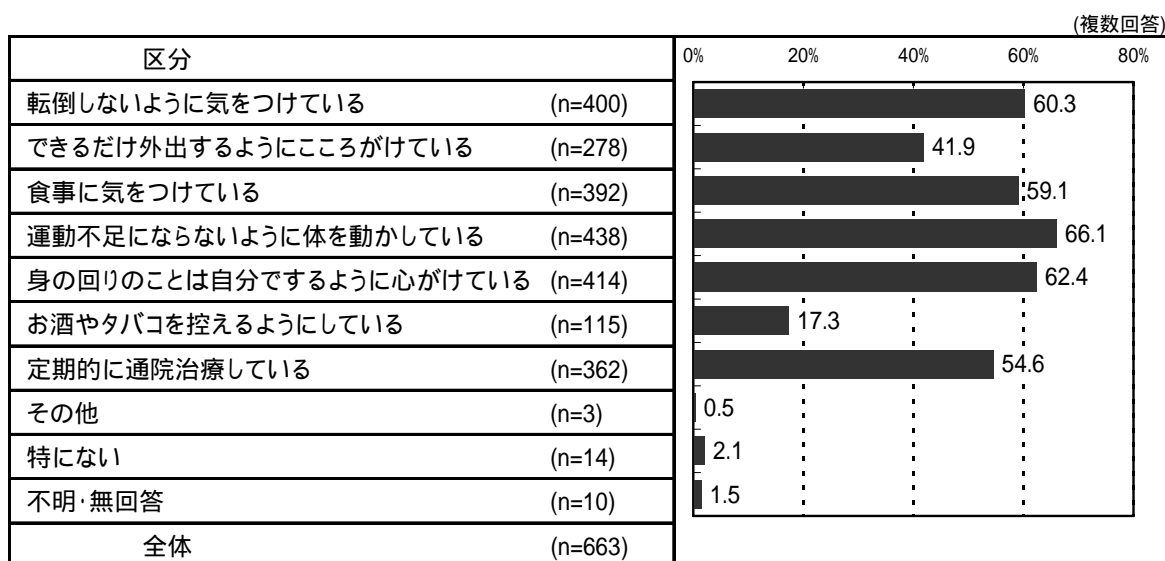 (複数回答)
区分 0% 20% 40% 60% 80%
転倒しないように気をつけている (n=400) 60.3
できるだけ外出するようにこころがけている (n=278) 41.9
食事に気をつけている (n=392) 59.1
運動不足にならないように体を動かしている (n=438) 66.1
身の回りのことは自分でするように心がけている (n=414) 62.4
お酒やタバコを控えるようにしている (n=115) 17.3
定期的に通院治療している (n=362) 54.6
その他 (n=3) 0.5
特にない (n=14) 2.1
不明・無回答 (n=10) 1.5
全体 (n=663)